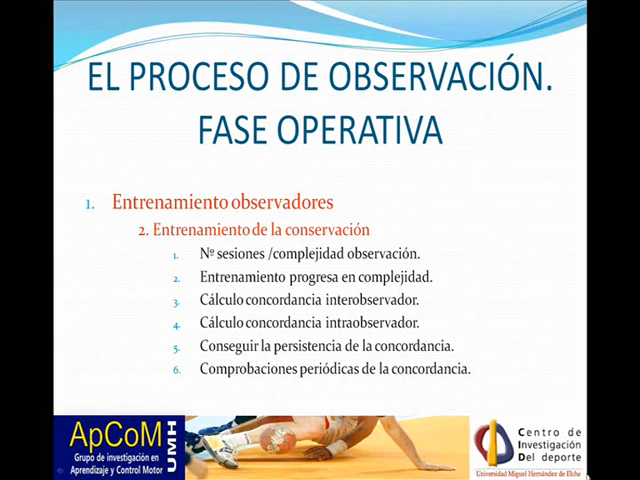 EL PROCESO DE OBSERVACIÓN.
FASE OPERATIVA
1. Entrenamiento observadores
2. Entrenamiento de la conservación
1. Nº sesiones /complejidad observación.
2. Entrenamiento progresa en complejidad.
3. Cálculo concordancia interobservador.
4. Cálculo concordancia intraobservador.
5. Conseguir la persistencia de la concordancia.
6. Comprobaciones periódicas de la concordancia.
ApCoM
UMH
Grupo de investigación en
Aprendizaje y Control Motor
Centro de
Investigación
Del deporte
Universidad Miguel Hernández de Elche